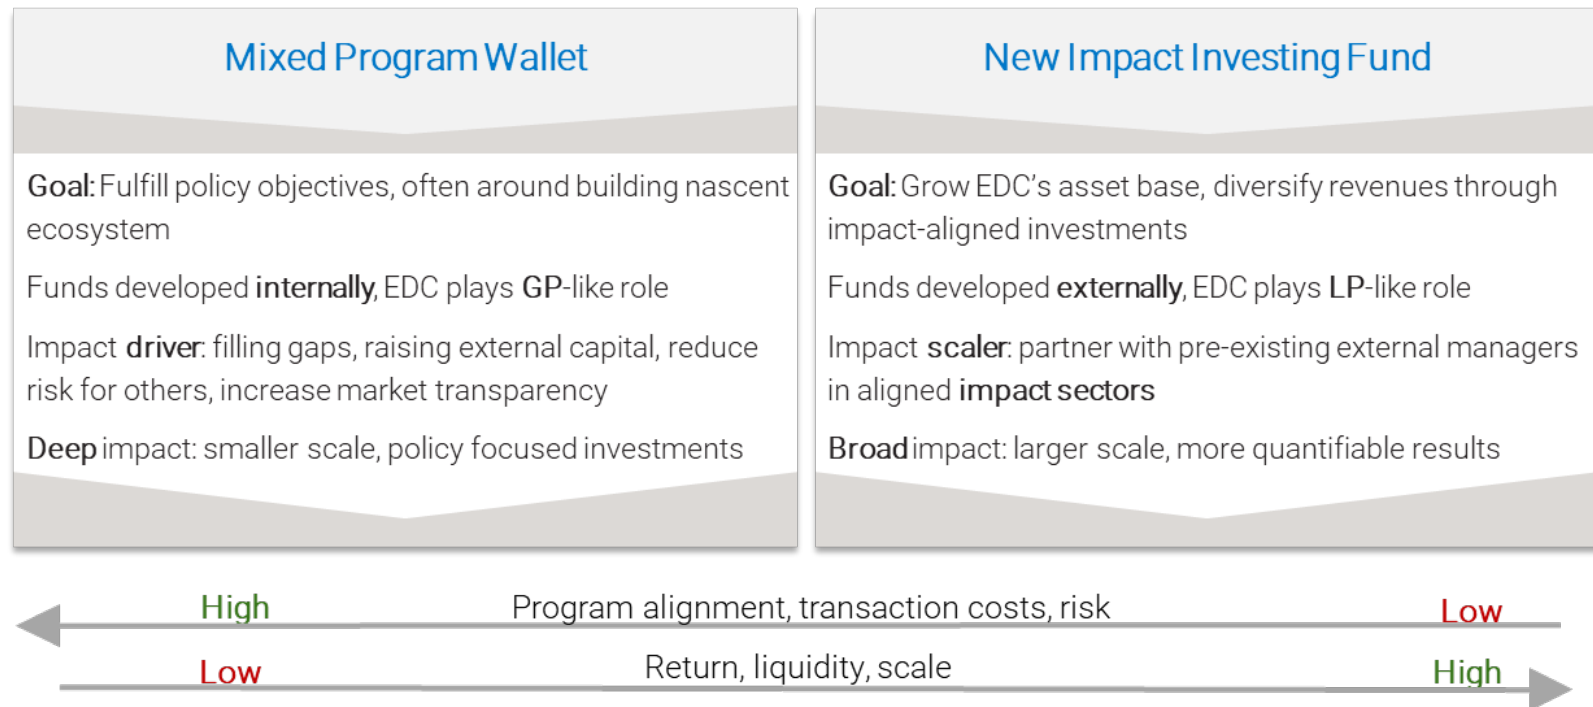 Mixed Program Wallet
Goal: Fulfill policy objectives, often around building nascent
ecosystem
Funds developed internally, EDC plays GP-like role
Impact driver: filling gaps, raising external capital, reduce
risk for others, increase market transparency
Deep impact: smaller scale, policy focused investments
New Impact Investing Fund
Goal: Grow EDC’s asset base, diversify revenues through
impact-aligned investments
Funds developed externally, EDC plays LP-like role
Impact scaler: partner with pre-existing external managers
in aligned impact sectors
Broad impact: larger scale, more quantifiable results
High Program alignment, transaction costs, risk Low
Low Return, liquidity, scale High